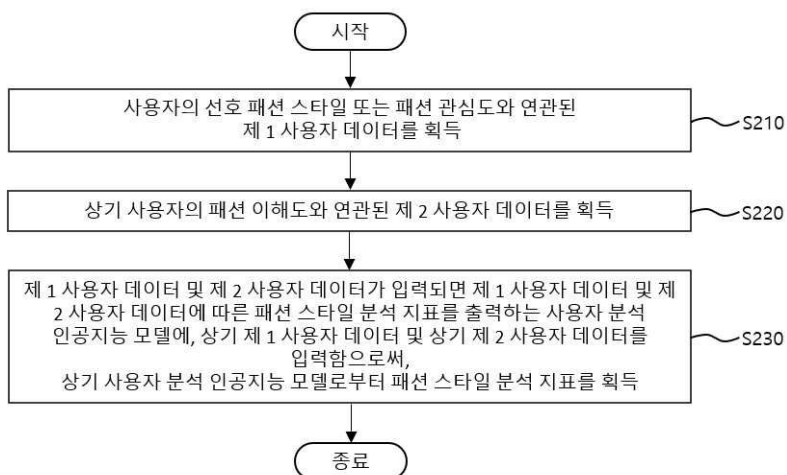 시작
사용자의 선호 패션 스타일 또는 패션 관심도와 연관된
제 1 사용자 데이터를 획득
S210
상기 사용자의 패션 이해도와 연관된 제 2 사용자 데이터를 획득
S220
제 1 사용자 데이터 및 제 2 사용자 데이터가 입력되면 제 1 사용자 데이터 및 제
2 사용자 데이터에 따른 패션 스타일 분석 지표를 출력하는 사용자 분석
인공지능 모델에, 상기 제 1 사용자 데이터 및 상기 제 2 사용자 데이터를
입력함으로써,
상기 사용자 분석 인공지능 모델로부터 패션 스타일 분석 지표를 획득
S230
종료